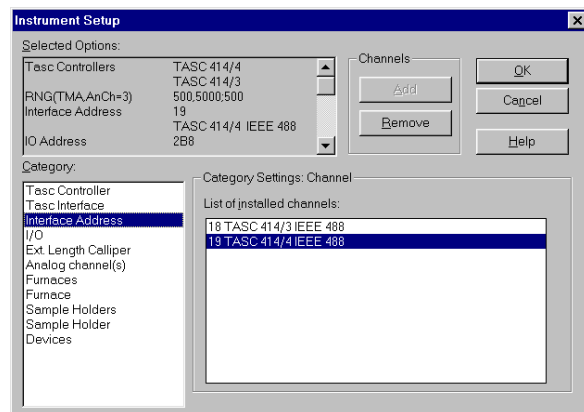 Instrument Setup
Selected Options:
Tasc Controllers TASC 414/4
TASC 414/3
RNG(TMA,AnCh=3) 500,5000;500
Interface Address 19
TASC 414/4 IEEE 488
IO Address 2B8
Channels
Add
Remove
OK
Cancel
Help
Category:
Tasc Controller
Tasc Interface
Interface Address
I/O
Ext. Length Calliper
Analog channel(s)
Furnaces
Furnace
Sample Holders
Sample Holder
Devices
Category Settings: Channel
List of installed channels:
18 TASC 414/3 IEEE 488
19 TASC 414/4 IEEE 488